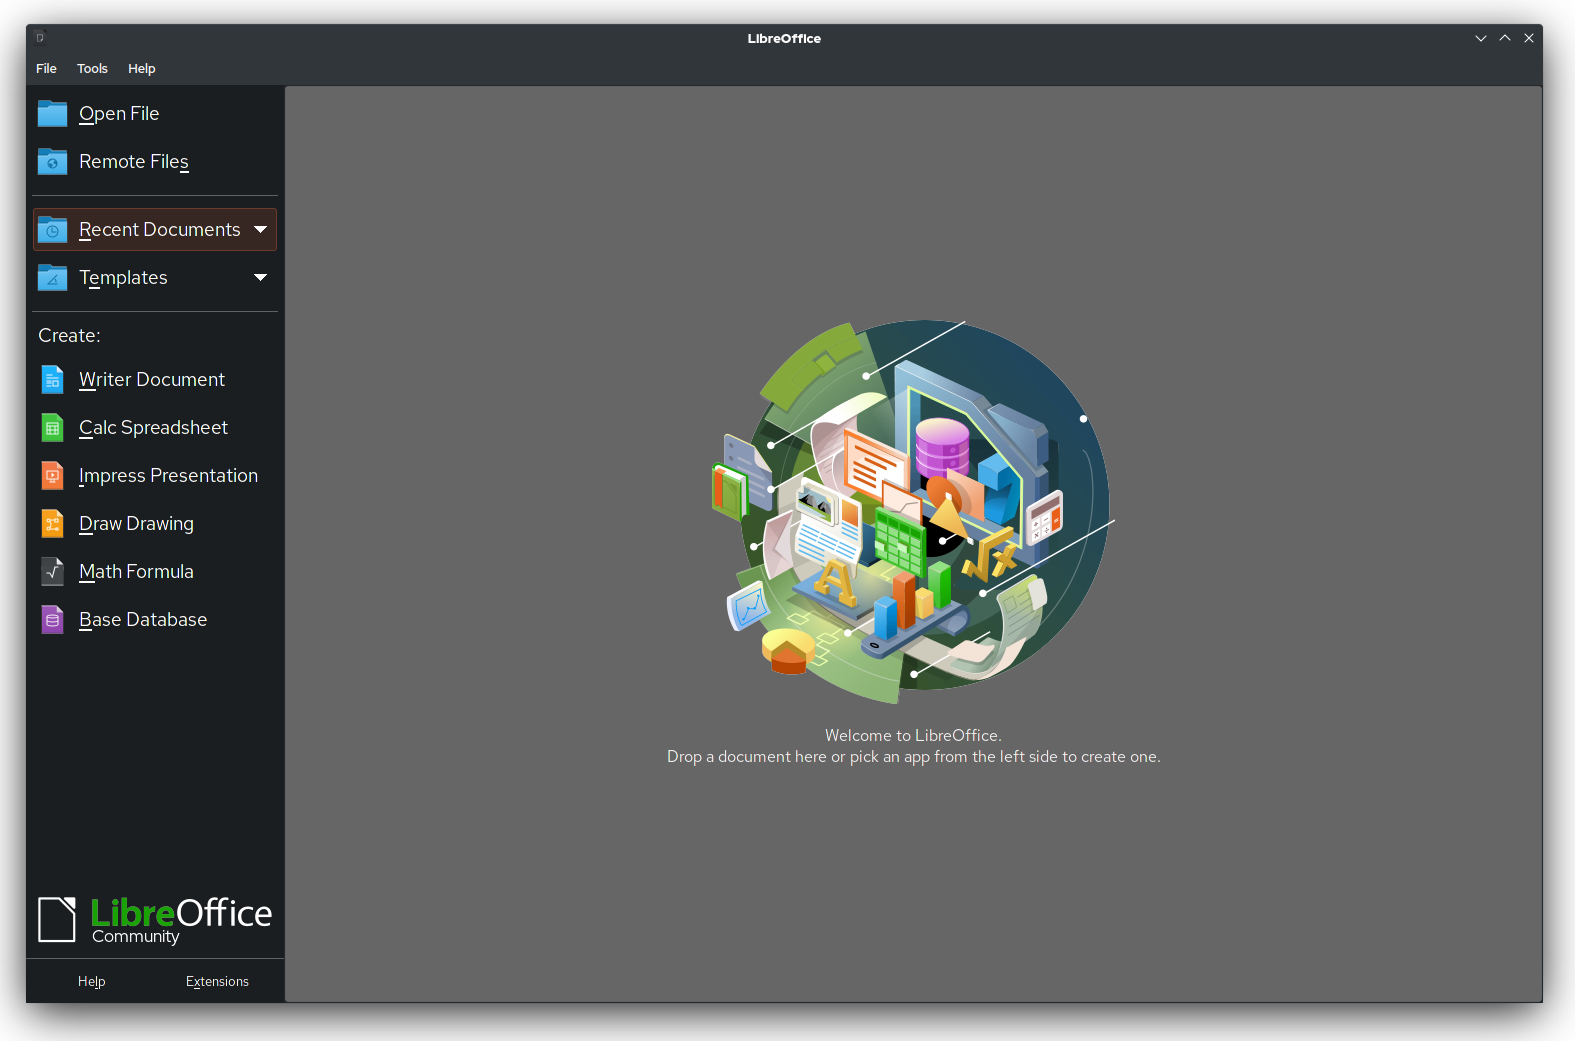 LibreOffice
File Tools Help
Open File
Remote Files
Recent Documents
Templates
Create:
Writer Document
Calc Spreadsheet
Impress Presentation
Draw Drawing
Math Formula
Base Database
LibreOffice
Community
Help Extensions
Welcome to LibreOffice.
Drop a document here or pick an app from the left side to create one.